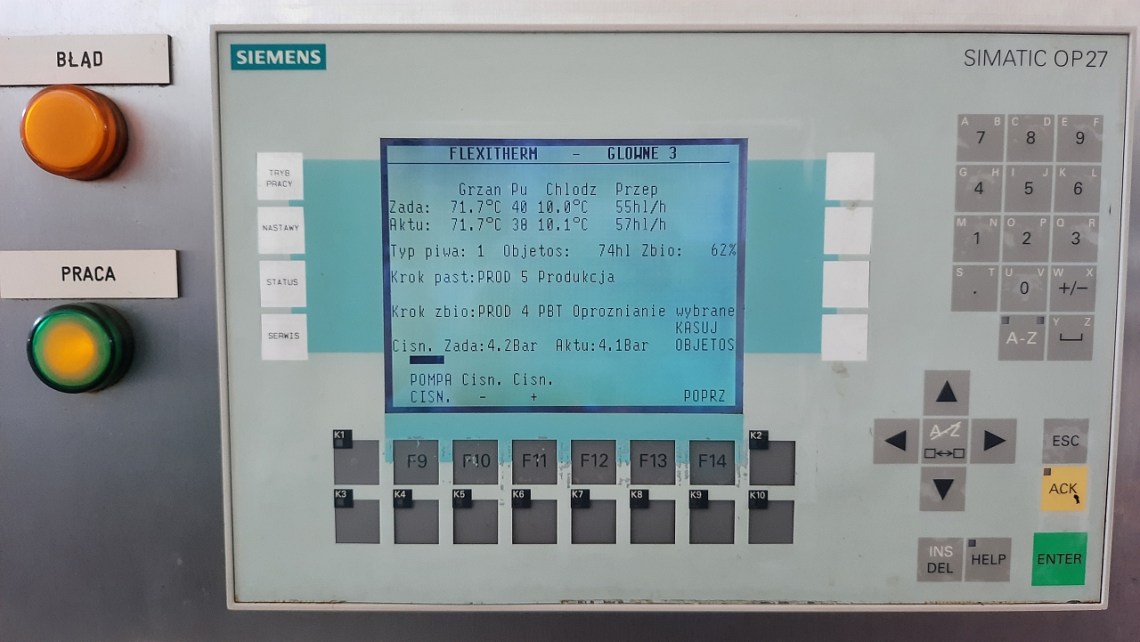 BŁĄD
PRACA
SIEMENS
SIMATIC OP27
FLEXITHERM - GLOWNE 3
Grzan Pu Chlodz Przep
Zada: 71.7°C 40 10.0°C 55hl/h
Aktu: 71.7°C 38 10.1°C 57hl/h
Typ piwa: 1 Objetos: 74hl Zbio: 62%
Krok past:PROD 5 Produkcja
Krok zbio:PROD 4 PBT Oproznianie wybrane
KASUJ
Cisn. Zada:4.2Bar Aktu:4.1Bar OBJETOS
POMPA Cisn. Cisn.
CISN. - + POPRZ
TRYB
PRACY
NASTAWY
STATUS
SERWIS
K1 K2
F9 F10 F11 F12 F13 F14
K3 K4 K5 K6 K7 K8 K9 K10
A B C D E F
7 8 9
G H I J K L
4 5 6
M N O P Q R
1 2 3
S T U V W X
. 0 +/-
Y Z
A-Z
A-Z
ESC
ACK
INS
DEL
HELP
ENTER